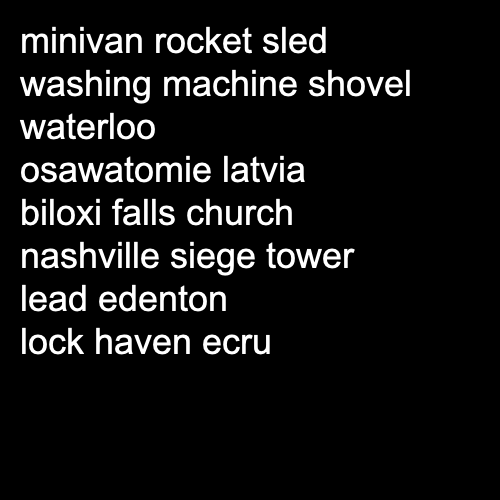 minivan rocket sled
washing machine shovel
waterloo
osawatomie latvia
biloxi falls church
nashville siege tower
lead edenton
lock haven ecru